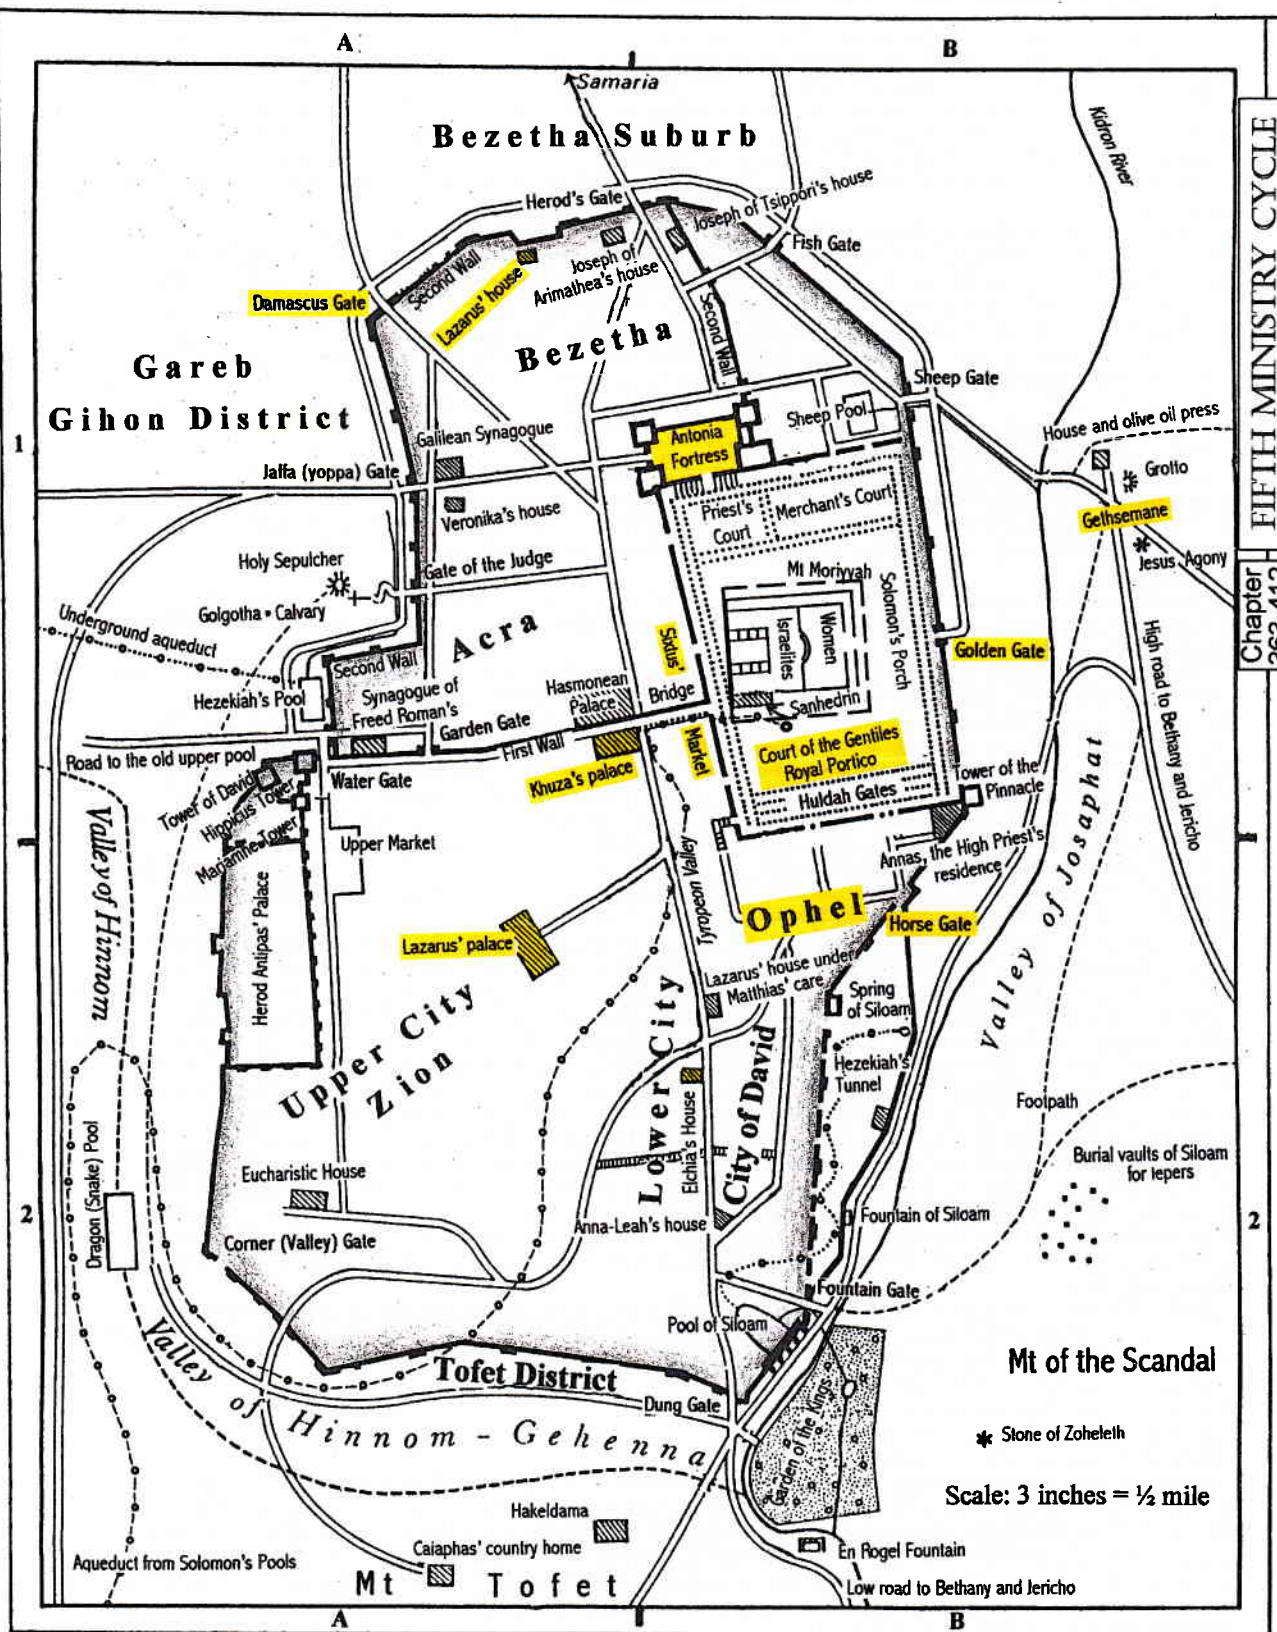 A
B
Samaria
Bezetha Suburb
Kidron River
Herod's Gate
Joseph of Tsippori's house
Fish Gate
Second Wall
Lazarus' house
Joseph of
Arimathea's house
Damascus Gate
Bezetha
Second Wall
Gareb
Gihon District
Sheep Gate
Sheep Pool
House and olive oil press
Grotto
Galilean Synagogue
Antonia
Fortress
1
Jaffa (yoppa) Gate
Veronika's house
Priest's
Court
Merchant's Court
Gethsemane
Jesus' Agony
Holy Sepulcher
Gate of the Judge
Mt Moriyyah
Golgotha • Calvary
Underground aqueduct
Acra
Sixtus'
Israelites
Women
Solomon's Porch
Golden Gate
High road to Bethany and Jericho
Second Wall
Hezekiah's Pool
Synagogue of
Freed Roman's
Hasmonean
Palace
Bridge
Sanhedrin
Garden Gate
First Wall
Market
Court of the Gentiles
Royal Portico
Road to the old upper pool
Khuza's palace
Water Gate
Tower of David
Hippicus Tower
Mariamne Tower
Huldah Gates
Tower of the
Pinnacle
Upper Market
Annas, the High Priest's
residence
Valley of Hinnom
Herod Antipas' Palace
Tyropeon Valley
Valley of Josaphat
Ophel
Horse Gate
Lazarus' palace
Lazarus' house under
Matthias' care
Spring
of Siloam
Upper City
Zion
Lower City
City of David
Hezekiah's
Tunnel
Elchia's House
Footpath
Dragon (Snake) Pool
Burial vaults of Siloam
for lepers
Eucharistic House
2
2
Anna-Leah's house
Fountain of Siloam
Corner (Valley) Gate
Fountain Gate
Pool of Siloam
Mt of the Scandal
Tofet District
Dung Gate
Valley of Hinnom - Gehenna
Garden of the Kings
Stone of Zoheleth
Scale: 3 inches = ½ mile
Hakeldama
Caiaphas' country home
En Rogel Fountain
Aqueduct from Solomon's Pools
Mt Tofet
Low road to Bethany and Jericho
A
B
FIFTH MINISTRY CYCLE
Chapter